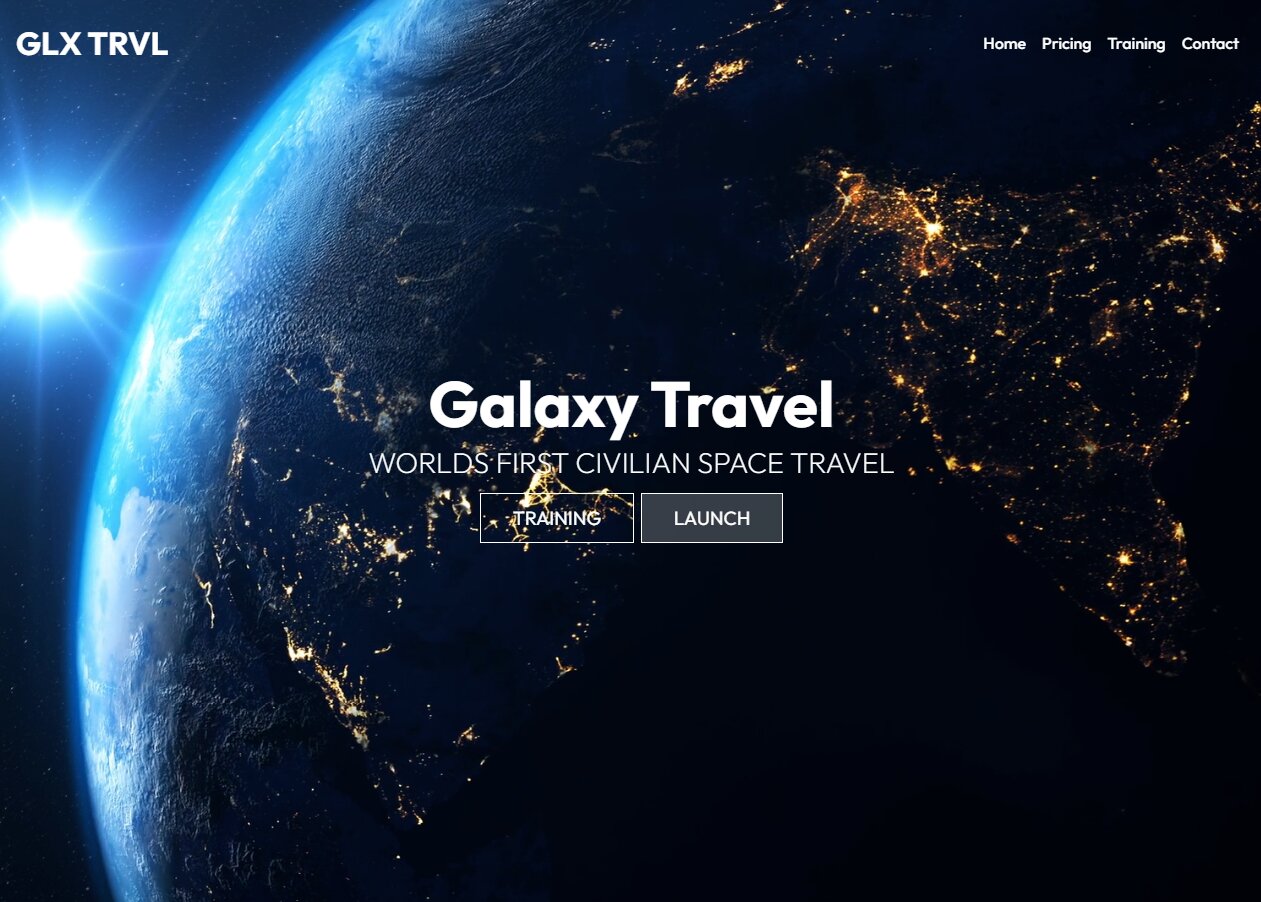 GLX TRVL
Home Pricing Training Contact
Galaxy Travel
WORLDS FIRST CIVILIAN SPACE TRAVEL
TRAINING LAUNCH